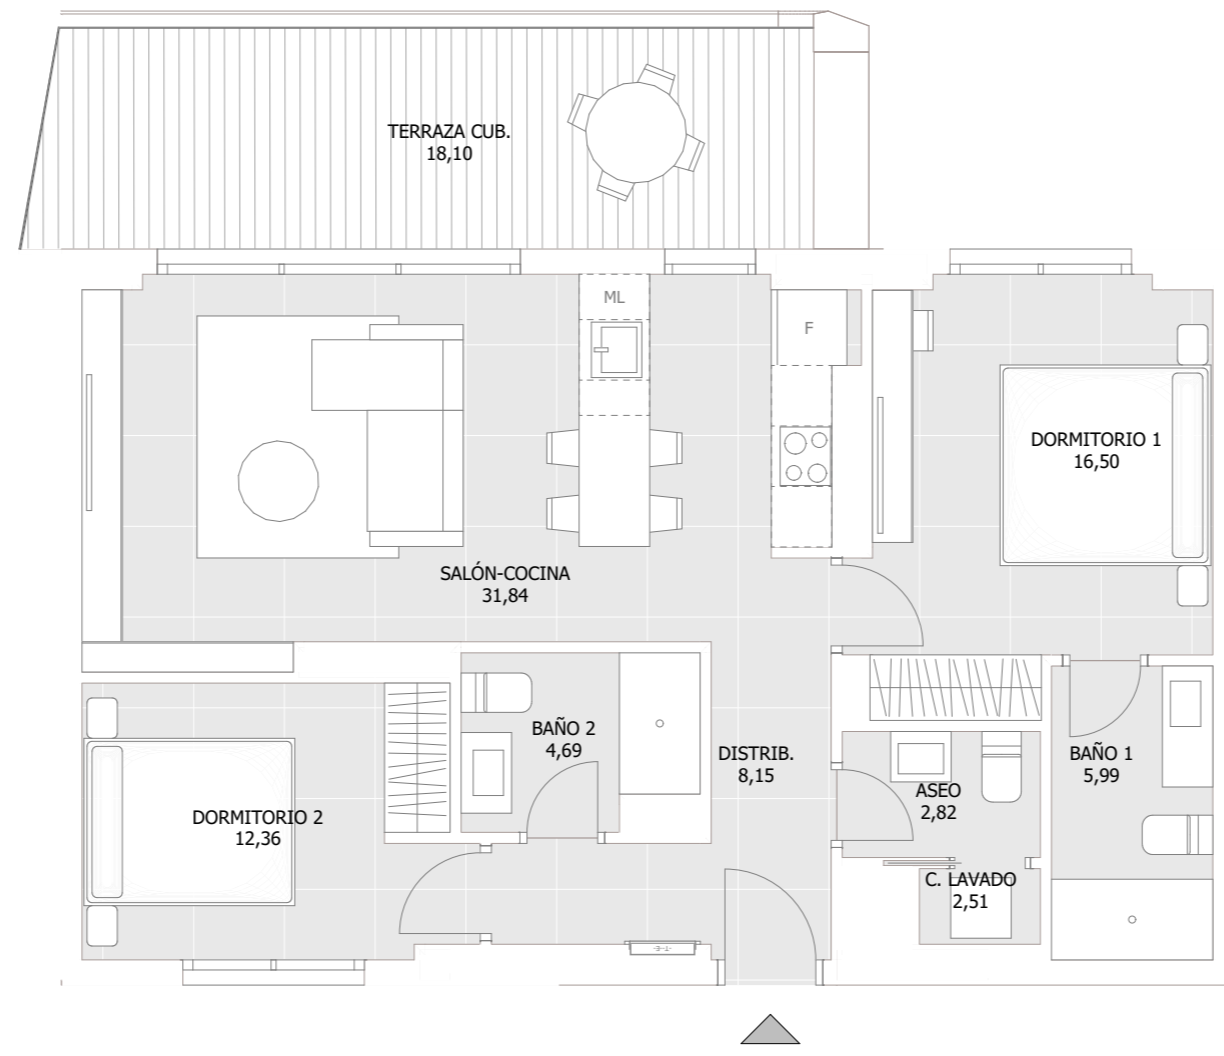 TERRAZA CUB.
18,10
ML
F
DORMITORIO 1
16,50
SALÓN-COCINA
31,84
BAÑO 2
4,69
DISTRIB.
8,15
BAÑO 1
5,99
ASEO
2,82
DORMITORIO 2
12,36
C. LAVADO
2,51